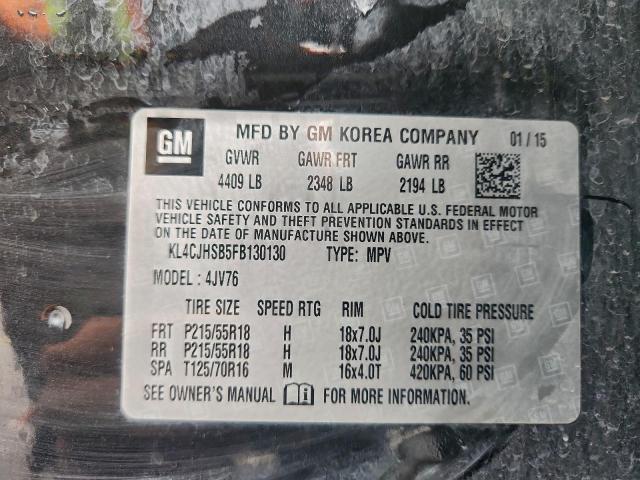 GM MFD BY GM KOREA COMPANY 01 / 15
GVWR GAWR FRT GAWR RR
4409 LB 2348 LB 2194 LB
THIS VEHICLE CONFORMS TO ALL APPLICABLE U.S. FEDERAL MOTOR
VEHICLE SAFETY AND THEFT PREVENTION STANDARDS IN EFFECT
ON THE DATE OF MANUFACTURE SHOWN ABOVE.
KL4CJHSB5FB130130 TYPE: MPV
MODEL : 4JV76
TIRE SIZE SPEED RTG RIM COLD TIRE PRESSURE
FRT P215/55R18 H 18x7.0J 240KPA, 35 PSI
RR P215/55R18 H 18x7.0J 240KPA, 35 PSI
SPA T125/70R16 M 16x4.0T 420KPA, 60 PSI
SEE OWNER'S MANUAL FOR MORE INFORMATION.